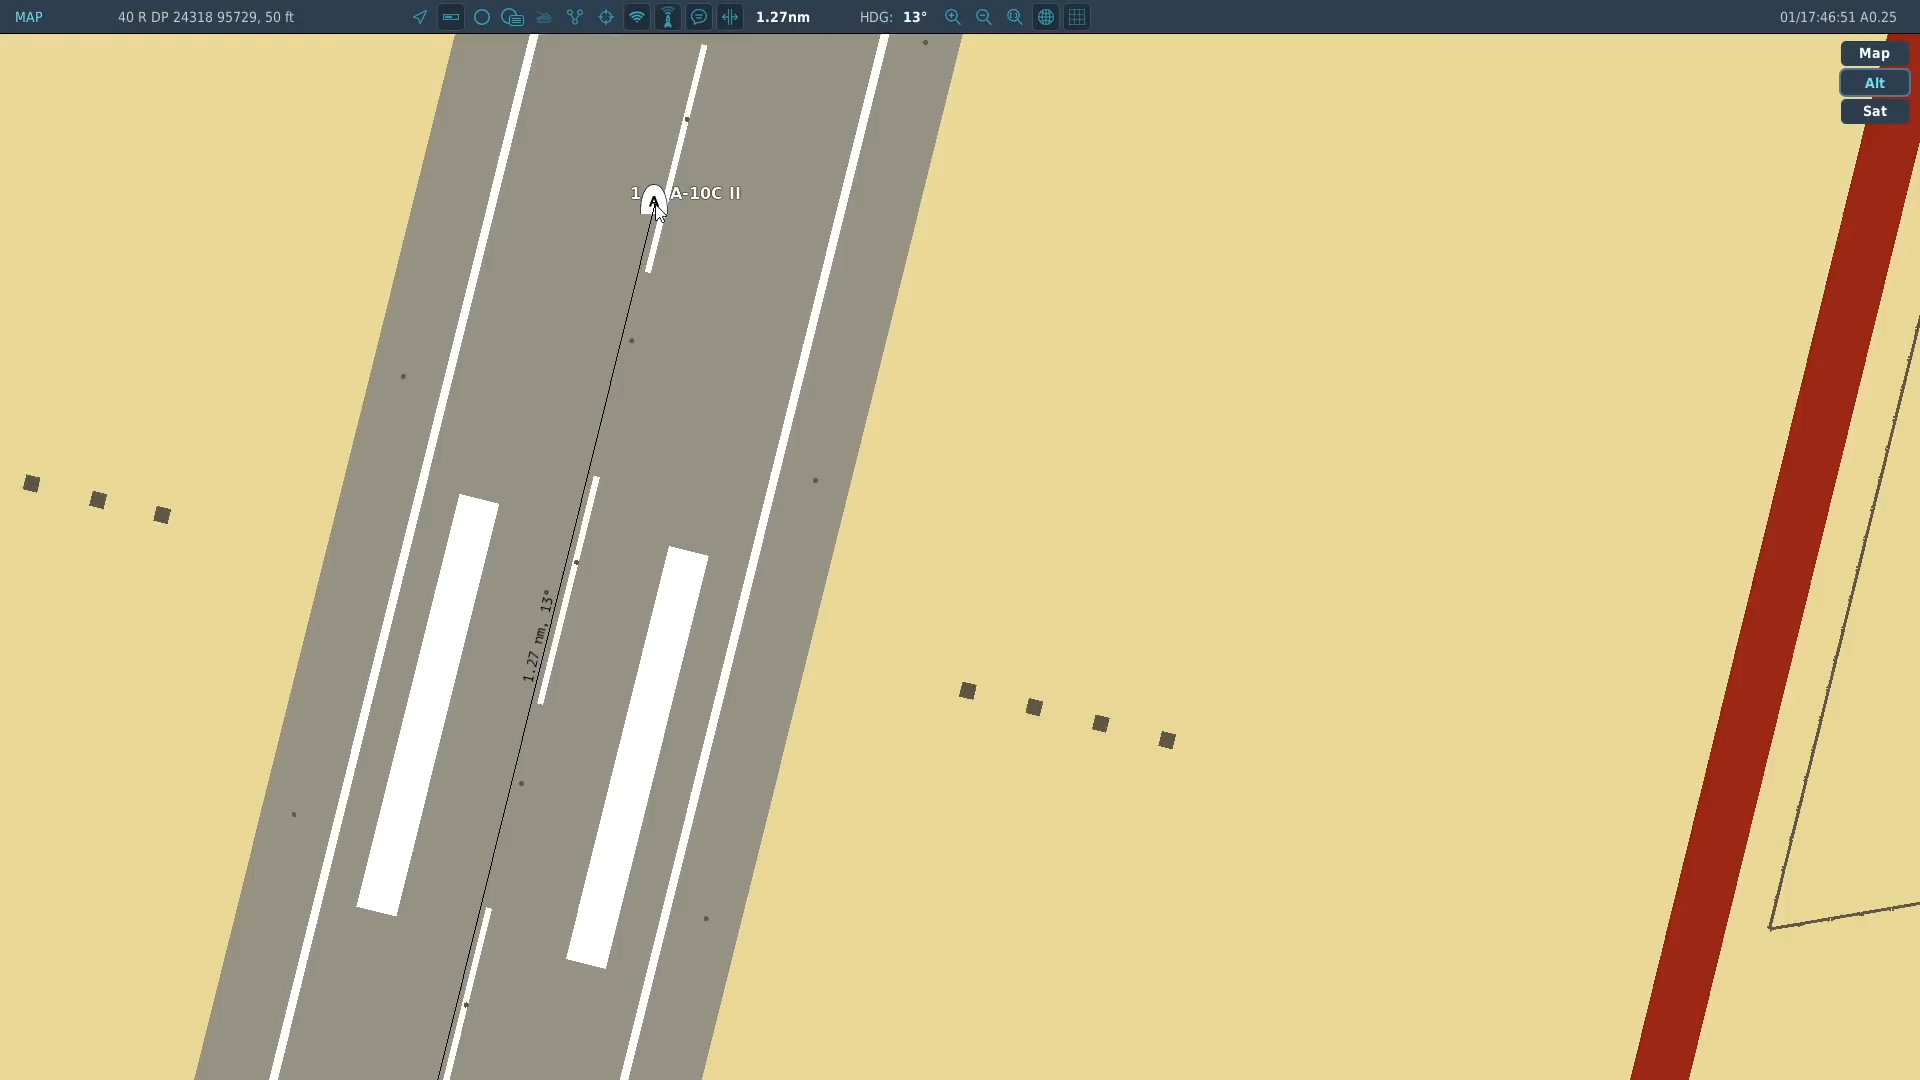 MAP 40 R DP 24318 95729, 50 ft 1.27nm HDG: 13° 01/17:46:51 A0.25
Map
Alt
Sat
1 A A-10C II
1.27 nm, 13°